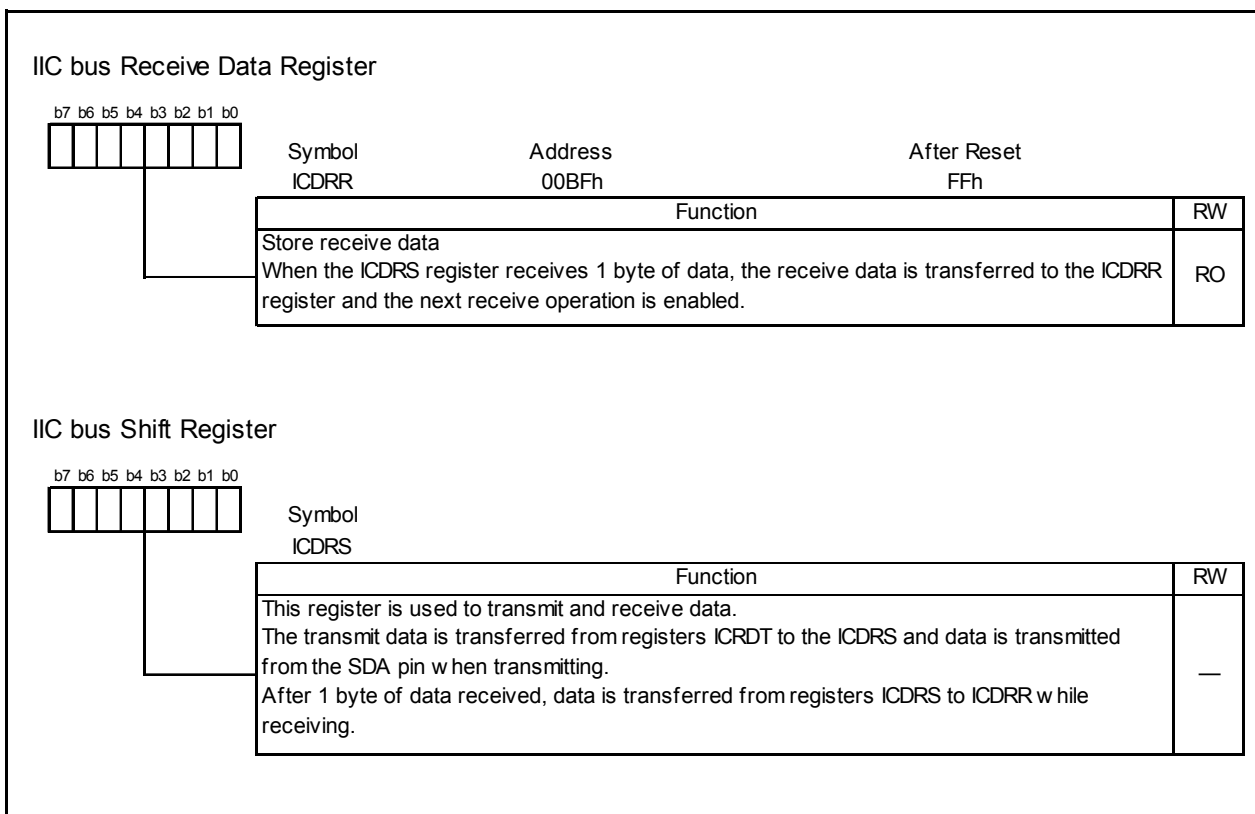 IIC bus Receive Data Register
b7 b6 b5 b4 b3 b2 b1 b0
Symbol Address After Reset
ICDRR 00BFh FFh
Function RW
Store receive data
When the ICDRS register receives 1 byte of data, the receive data is transferred to the ICDRR
register and the next receive operation is enabled.
RO
IIC bus Shift Register
b7 b6 b5 b4 b3 b2 b1 b0
Symbol
ICDRS
Function RW
This register is used to transmit and receive data.
The transmit data is transferred from registers ICRDT to the ICDRS and data is transmitted
from the SDA pin when transmitting.
After 1 byte of data received, data is transferred from registers ICDRS to ICDRR while
receiving.
—